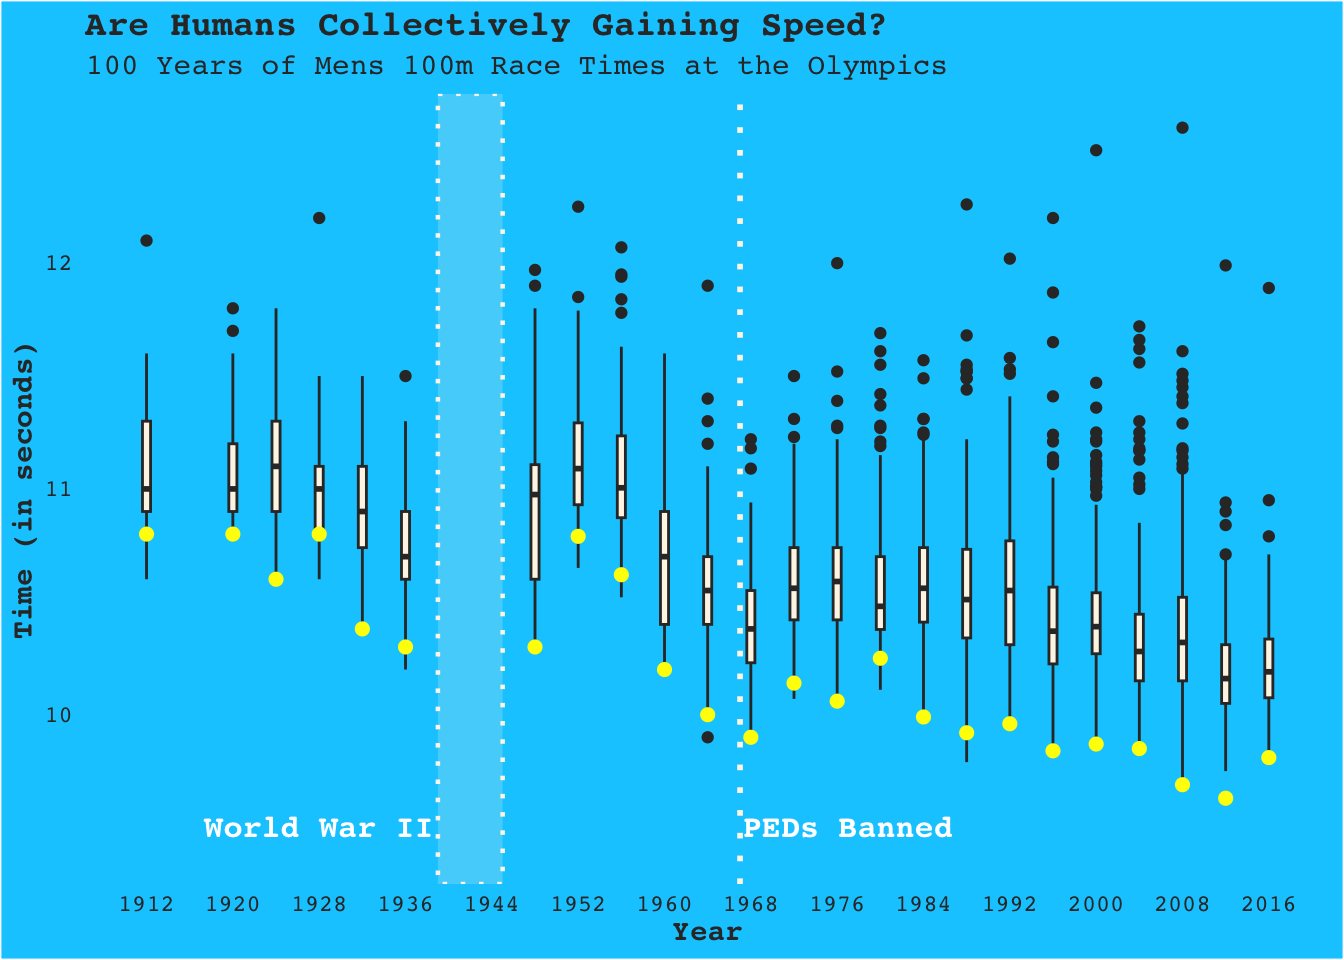 Are Humans Collectively Gaining Speed?
100 Years of Mens 100m Race Times at the Olympics
12
11
10
Time (in seconds)
World War II
PEDs Banned
1912 1920 1928 1936 1944 1952 1960 1968 1976 1984 1992 2000 2008 2016
Year